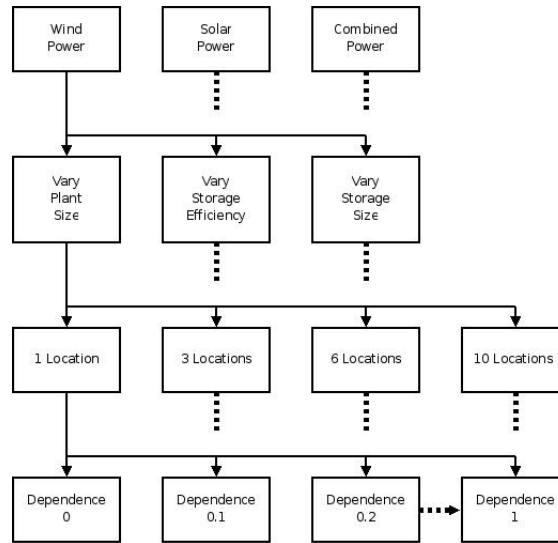 Wind
Power
Solar
Power
Combined
Power
Vary
Plant
Size
Vary
Storage
Efficiency
Vary
Storage
Size
1 Location
3 Locations
6 Locations
10 Locations
Dependence
0
Dependence
0.1
Dependence
0.2
Dependence
1